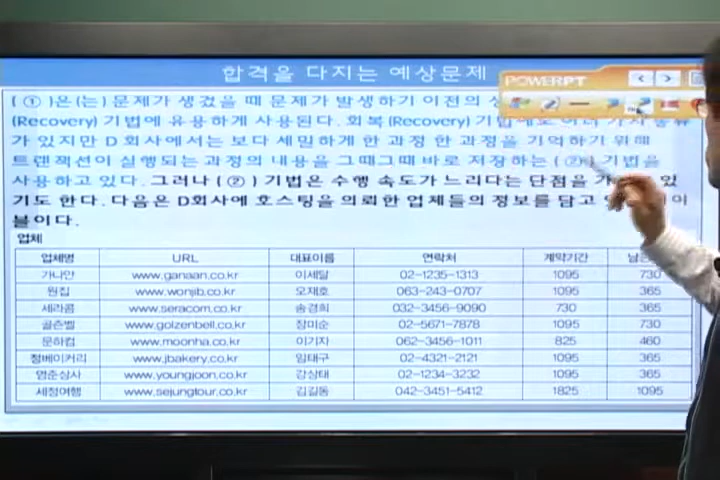 합격을 다지는 예상문제
POWERPT
( ① )은(는) 문제가 생겼을 때 문제가 발생하기 이전의
(Recovery) 기법에 유용하게 사용된다. 회복(Recovery) 기법에도 여러 가지 종류
가 있지만 D 회사에서는 보다 세밀하게 한 과정 한 과정을 기억하기 위해
트랜잭션이 실행되는 과정의 내용을 그때그때 바로 저장하는 ( ② ) 기법을
사용하고 있다. 그러나 ( ② ) 기법은 수행 속도가 느리다는 단점을 있
기도 한다. 다음은 D회사에 호스팅을 의뢰한 업체들의 정보를 담고
블이다.
업체
업체명 URL 대표이름 연락처 계약기간
가나안 www.ganaan.co.kr 이세탈 02-1235-1313 1095 730
원집 www.wonjib.co.kr 오재호 063-243-0707 1095 365
세라콤 www.seracom.co.kr 송경희 032-3456-9090 730 365
골즌벨 www.golzenbell.co.kr 장미순 02-5671-7878 1095 730
문하컴 www.moonha.co.kr 이기자 062-3456-1011 825 460
정베이커리 www.jbakery.co.kr 임태구 02-4321-2121 1095 365
영준상사 www.youngjoon.co.kr 강상태 02-1234-3232 1095 365
세정여행 www.sejungtour.co.kr 김길동 042-3451-5412 1825 1095